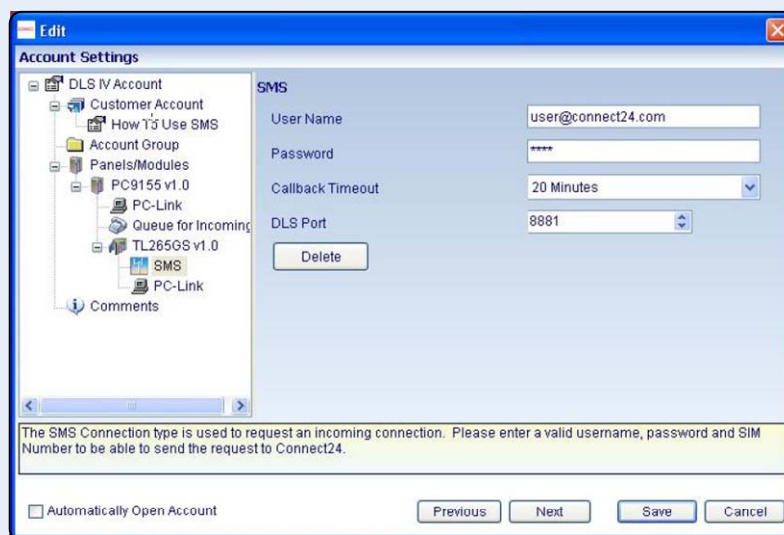 Edit
Account Settings
DLS IV Account
Customer Account
How To Use SMS
Account Group
Panels/Modules
PC9155 v1.0
PC-Link
Queue for Incoming
TL265GS v1.0
SMS
PC-Link
Comments
SMS
User Name
user@connect24.com
Password
****
Callback Timeout
20 Minutes
DLS Port
8881
Delete
The SMS Connection type is used to request an incoming connection. Please enter a valid username, password and SIM
Number to be able to send the request to Connect24.
Automatically Open Account
Previous
Next
Save
Cancel